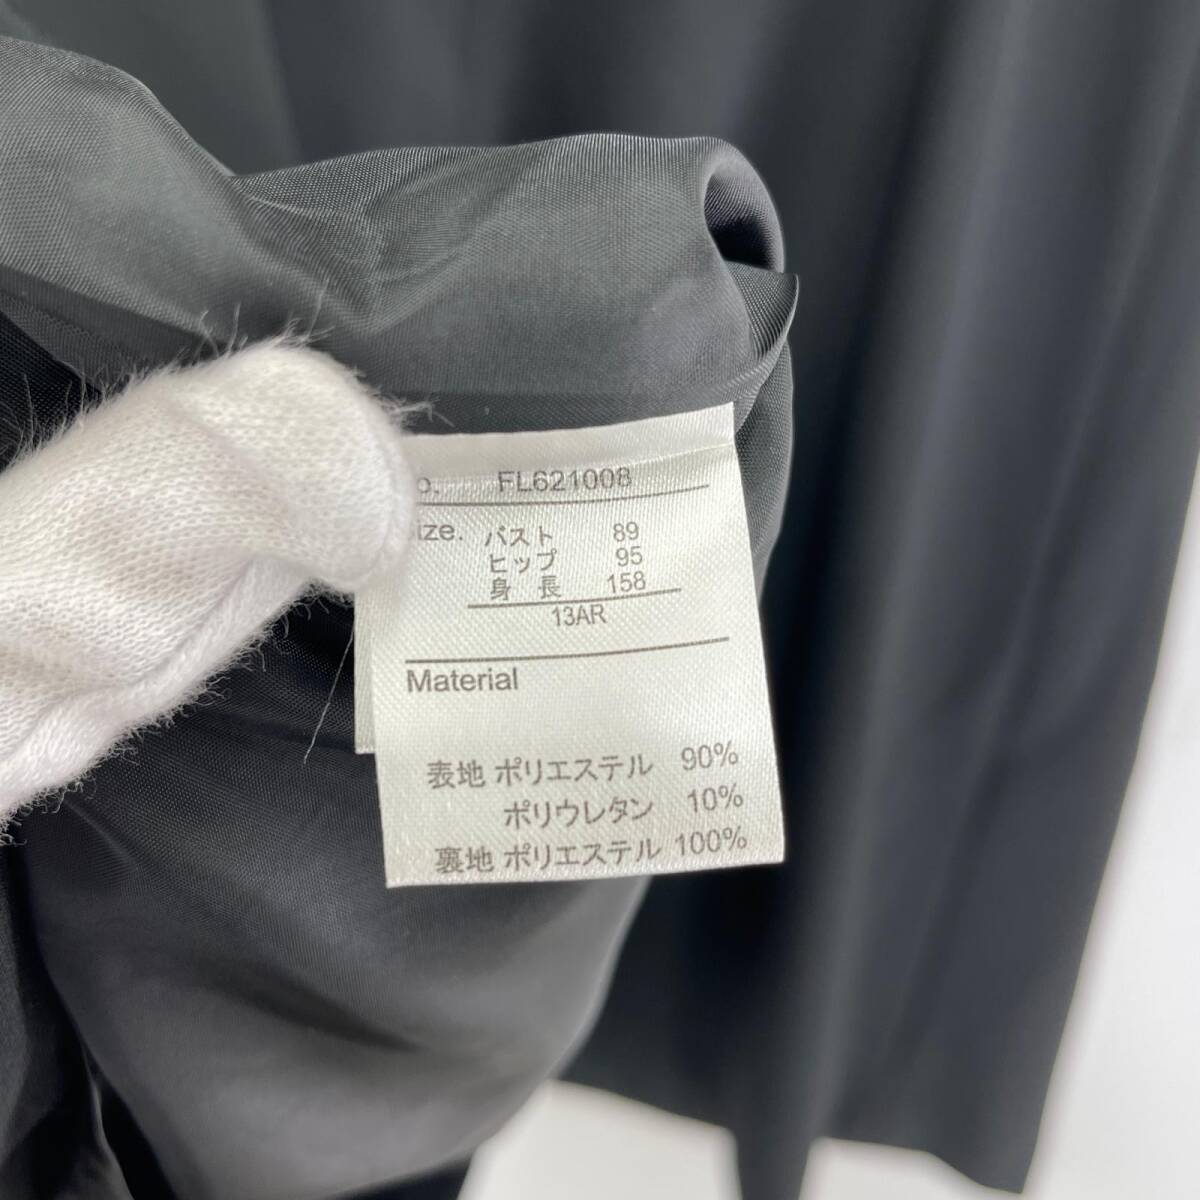 o. FL621008
ize. バスト 89
ヒップ 95
身長 158
13AR
Material
表地 ポリエステル 90%
ポリウレタン 10%
裏地 ポリエステル 100%